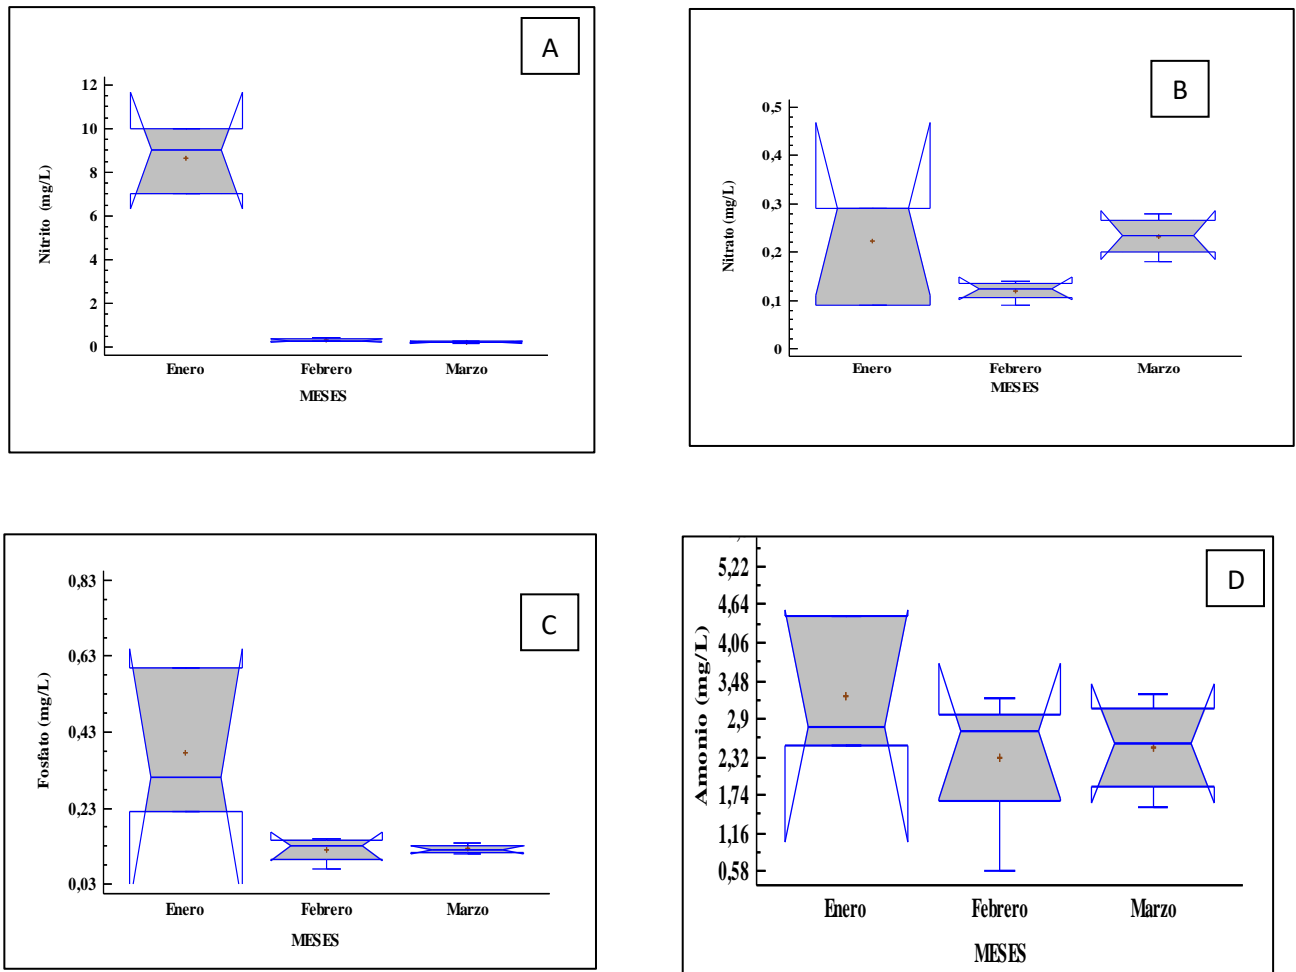 A
Nitrito (mg/L)
12
10
8
6
4
2
0
Enero Febrero Marzo
MESES
B
Nitrato (mg/L)
0,5
0,4
0,3
0,2
0,1
0
Enero Febrero Marzo
MESES
C
Fosfato (mg/L)
0,83
0,63
0,43
0,23
0,03
Enero Febrero Marzo
MESES
D
Amonio (mg/L)
5,22
4,64
4,06
3,48
2,9
2,32
1,74
1,16
0,58
Enero Febrero Marzo
MESES